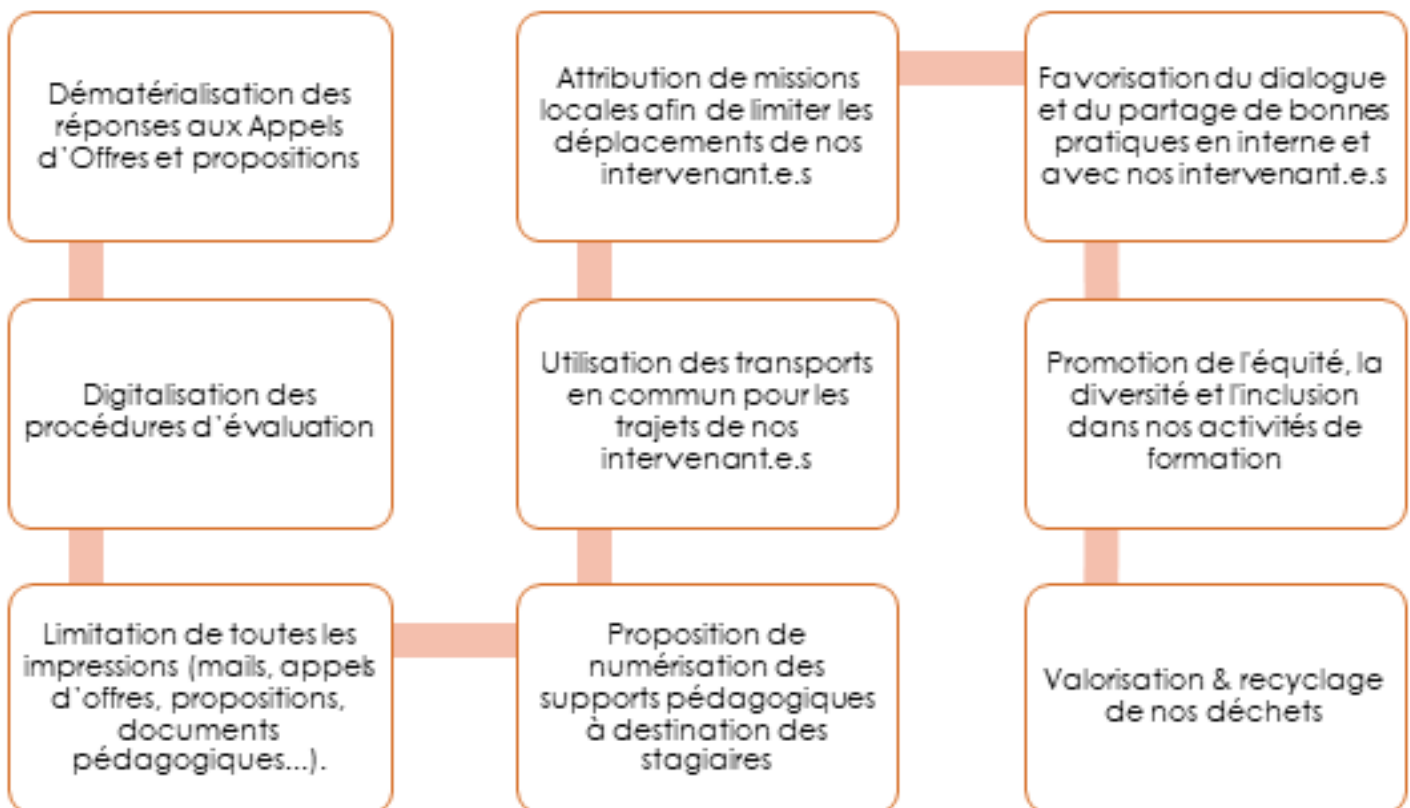 Dématérialisation des
réponses aux Appels
d'Offres et propositions
Digitalisation des
procédures d'évaluation
Limitation de toutes les
impressions (mails, appels
d'offres, propositions,
documents
pédagogiques...).
Proposition de
numérisation des
supports pédagogiques
à destination des
stagiaires
Utilisation des transports
en commun pour les
trajets de nos
intervenant.e.s
Attribution de missions
locales afin de limiter les
déplacements de nos
intervenant.e.s
Favorisation du dialogue
et du partage de bonnes
pratiques en interne et
avec nos intervenant.e.s
Promotion de l'équité, la
diversité et l'inclusion
dans nos activités de
formation
Valorisation & recyclage
de nos déchets